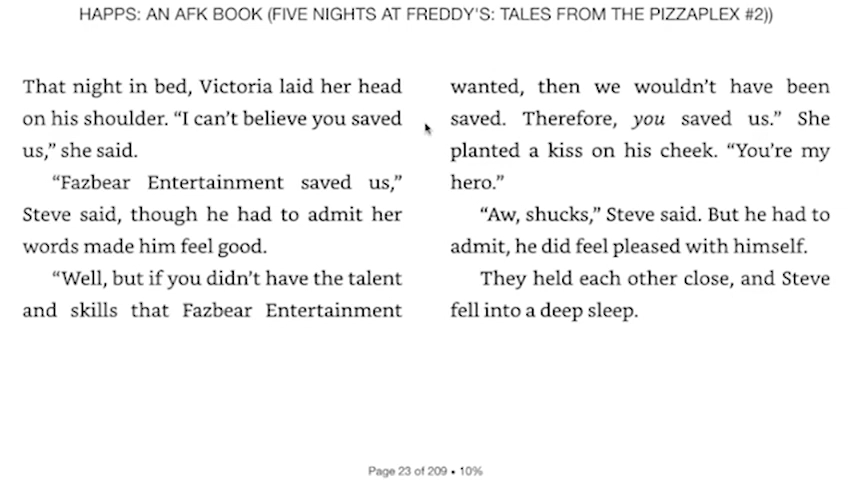 HAPPS: AN AFK BOOK (FIVE NIGHTS AT FREDDY'S: TALES FROM THE PIZZAPLEX #2))
That night in bed, Victoria laid her head
on his shoulder. “I can’t believe you saved
us,” she said.
“Fazbear Entertainment saved us,”
Steve said, though he had to admit her
words made him feel good.
“Well, but if you didn’t have the talent
and skills that Fazbear Entertainment
wanted, then we wouldn’t have been
saved. Therefore, you saved us.” She
planted a kiss on his cheek. “You’re my
hero.”
“Aw, shucks,” Steve said. But he had to
admit, he did feel pleased with himself.
They held each other close, and Steve
fell into a deep sleep.
Page 23 of 209 • 10%